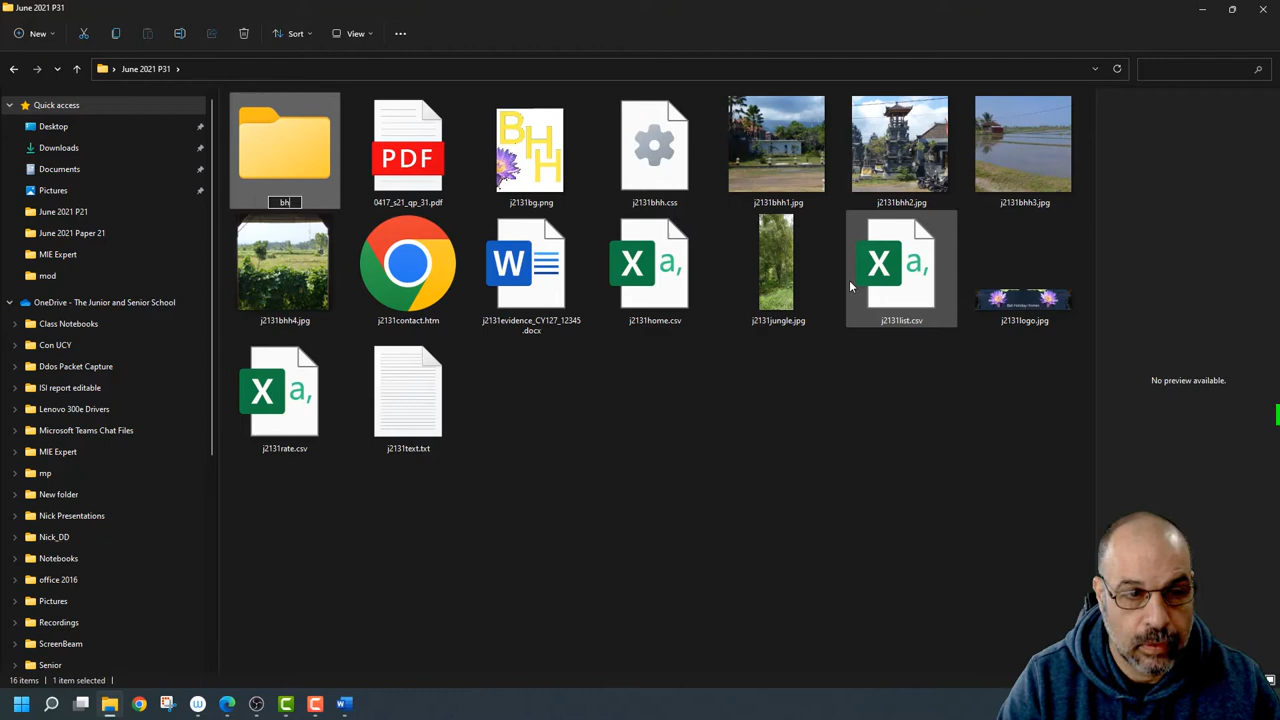 June 2021 P31
New
Sort
View
June 2021 P31
Quick access
Desktop
Downloads
Documents
Pictures
June 2021 P21
June 2021 Paper 21
MIE Expert
mod
OneDrive - The Junior and Senior School
Class Notebooks
Con UCY
Ddos Packet Capture
ISI report editable
Lenovo 300e Drivers
Microsoft Teams Chat Files
MIE Expert
mp
New folder
Nick Presentations
Nick_DD
Notebooks
office 2016
Pictures
Recordings
ScreenBeam
Senior
bh
PDF
0417_s21_qp_31.pdf
BHH
j2131bg.png
j2131bhh.css
j2131bhh1.jpg
j2131bhh2.jpg
j2131bhh3.jpg
j2131bhh4.jpg
j2131contact.htm
W
j2131evidence_CY127_12345
.docx
X a,
j2131home.csv
j2131jungle.jpg
X a,
j2131list.csv
Bali Holiday Homes
j2131logo.jpg
X a,
j2131rate.csv
j2131text.txt
No preview available.
16 items
1 item selected